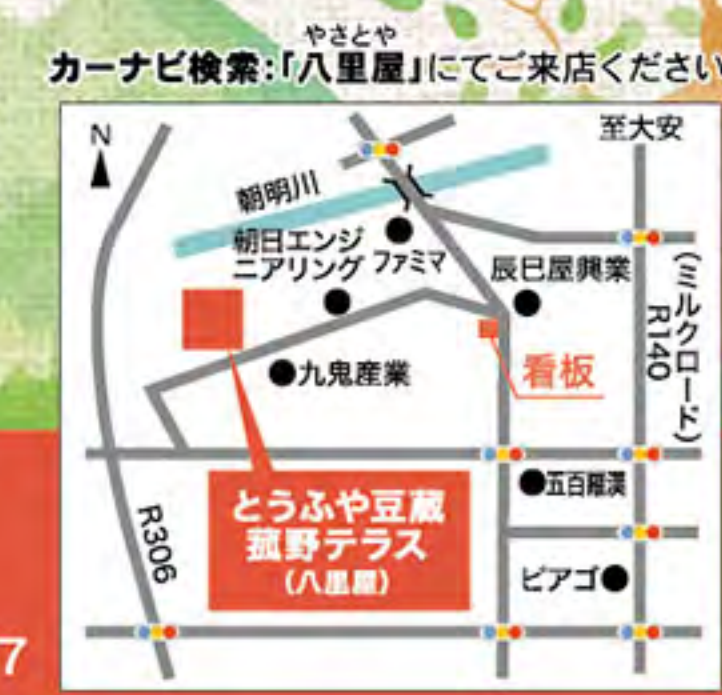 やさとや
カーナビ検索:「八里屋」にてご来店ください
N
至大安
朝明川
朝日エンジ
ニアリング
ファミマ
辰巳屋興業
(ミルクロード)
R140
看板
九鬼産業
五百羅漢
とうふや豆蔵
菰野テラス
(八里屋)
R306
ピアゴ
7